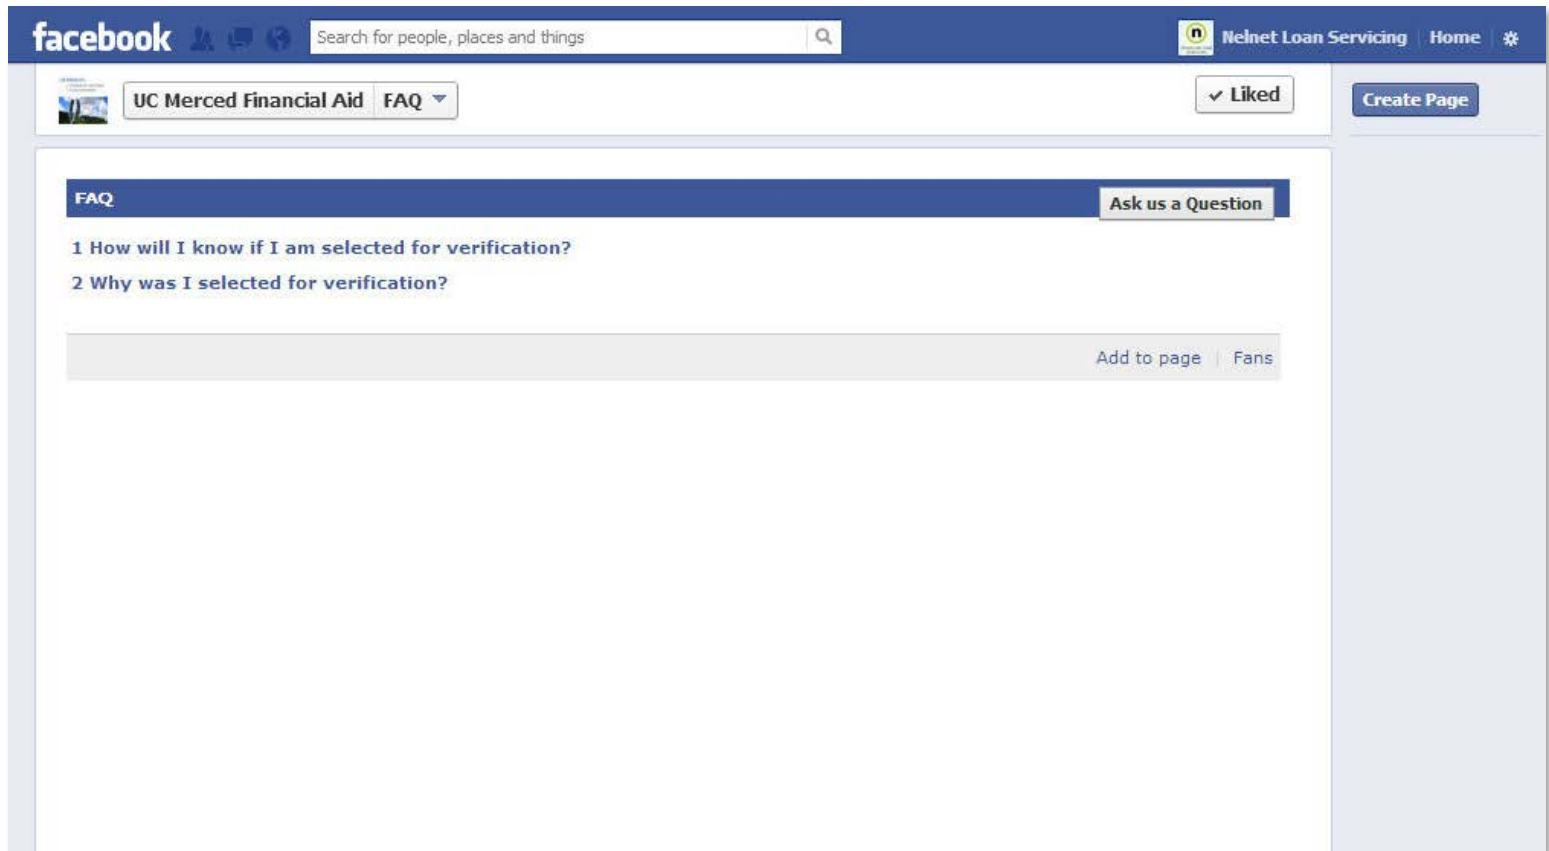 facebook Search for people, places and things Nelnet Loan Servicing Home
UC Merced Financial Aid FAQ Liked Create Page
FAQ Ask us a Question
1 How will I know if I am selected for verification?
2 Why was I selected for verification?
Add to page Fans